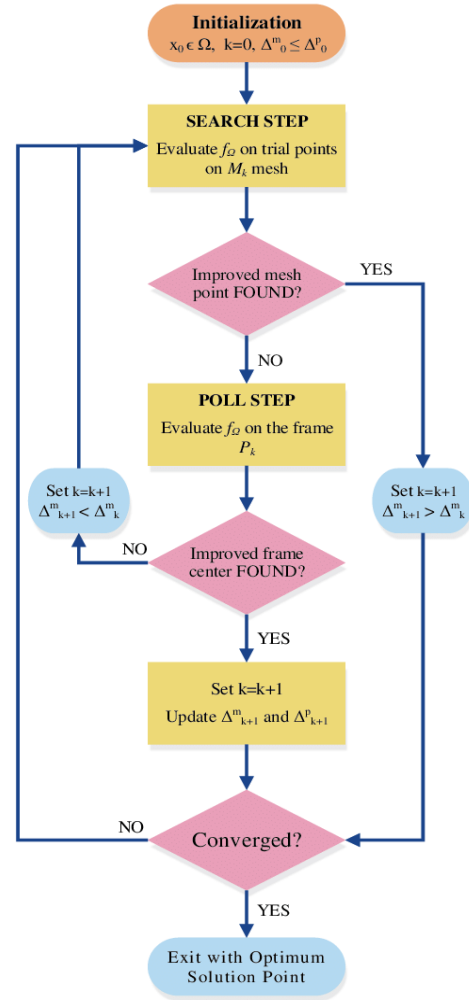 Initialization
x₀ ϵ Ω, k=0, Δᵐ₀ ≤ Δᵖ₀
SEARCH STEP
Evaluate f_Ω on trial points
on M_k mesh
Improved mesh
point FOUND?
YES
NO
POLL STEP
Evaluate f_Ω on the frame
P_k
Set k=k+1
Δᵐₖ₊₁ < Δᵐₖ
Set k=k+1
Δᵐₖ₊₁ > Δᵐₖ
NO
Improved frame
center FOUND?
YES
Set k=k+1
Update Δᵐₖ₊₁ and Δᵖₖ₊₁
NO
Converged?
YES
Exit with Optimum
Solution Point